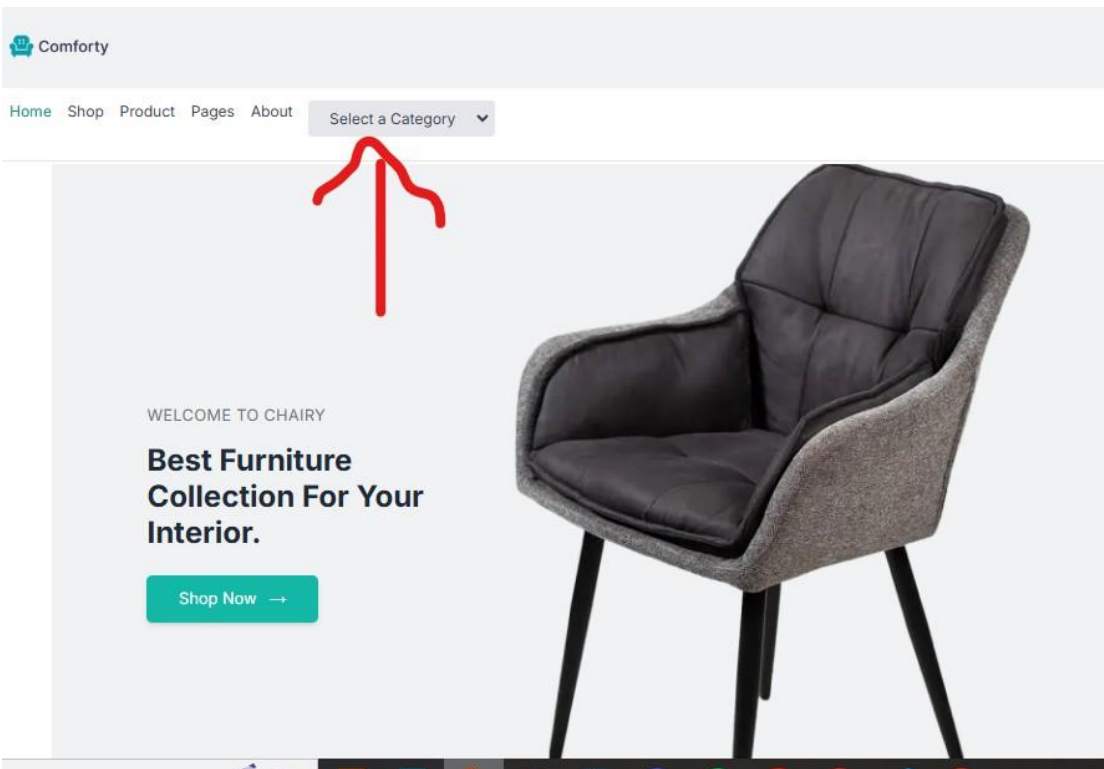 Comforty
Home Shop Product Pages About Select a Category
WELCOME TO CHAIRY
Best Furniture
Collection For Your
Interior.
Shop Now →